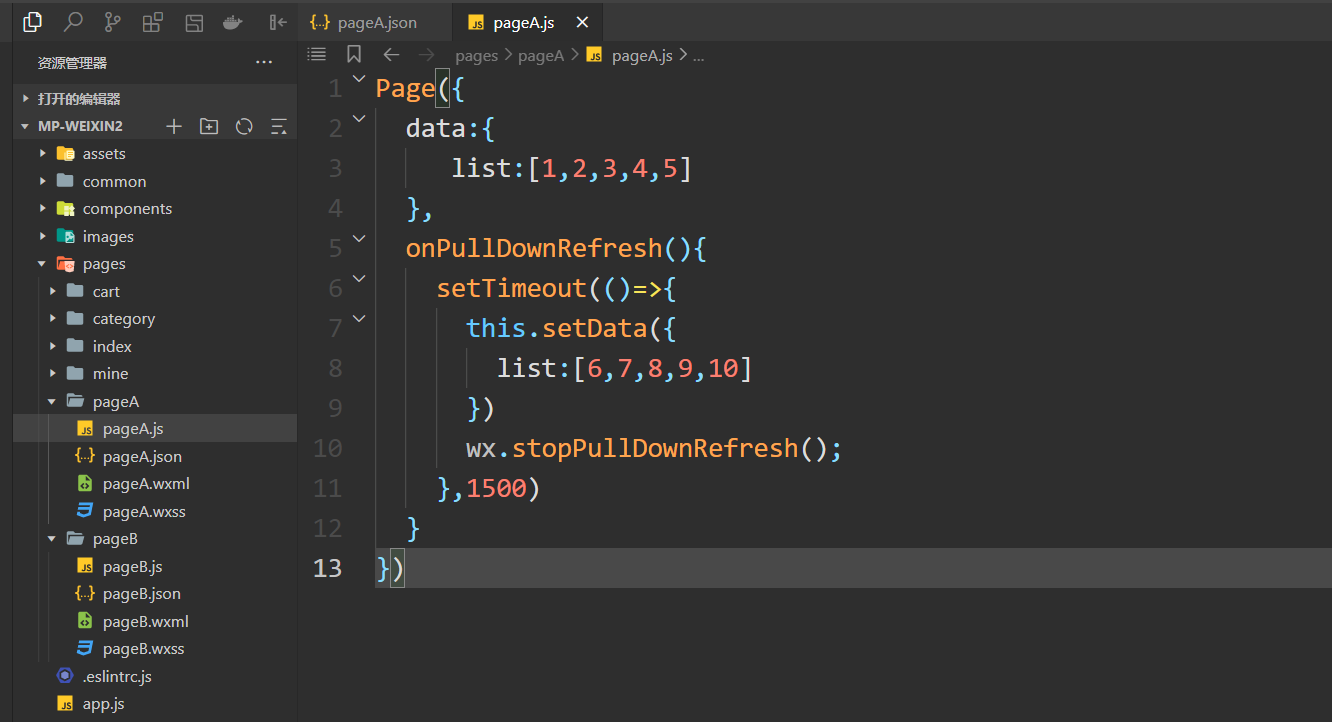 pageA.json
JS pageA.js ×
资源管理器 ...
pages > pageA > JS pageA.js > ...
打开的编辑器
MP-WEIXIN2
assets
common
components
images
pages
cart
category
index
mine
pageA
JS pageA.js
{..} pageA.json
pageA.wxml
pageA.wxss
pageB
JS pageB.js
{..} pageB.json
pageB.wxml
pageB.wxss
.eslintrc.js
JS app.js
1 Page({
2 data:{
3 list:[1,2,3,4,5]
4 },
5 onPullDownRefresh(){
6 setTimeout(()=>{
7 this.setData({
8 list:[6,7,8,9,10]
9 })
10 wx.stopPullDownRefresh();
11 },1500)
12 }
13 })